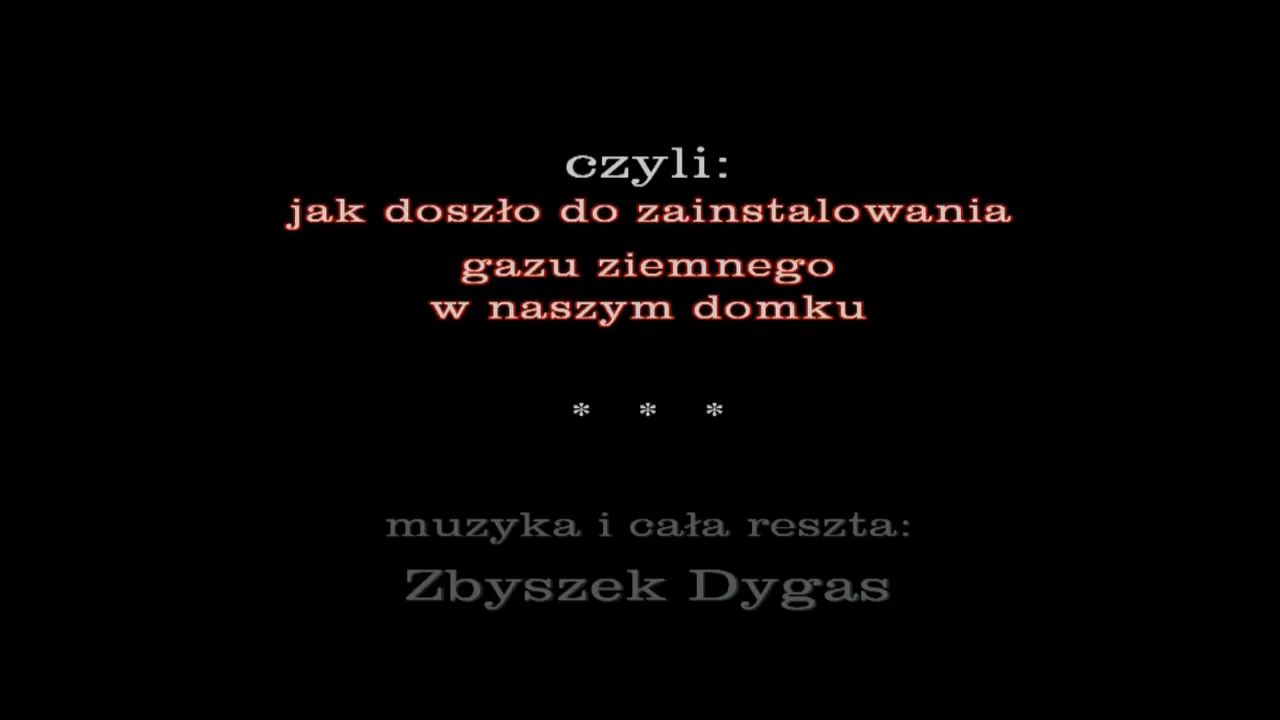 czyli:
jak doszło do zainstalowania
gazu ziemnego
w naszym domku
* * *
muzyka i cała reszta:
Zbyszek Dygas